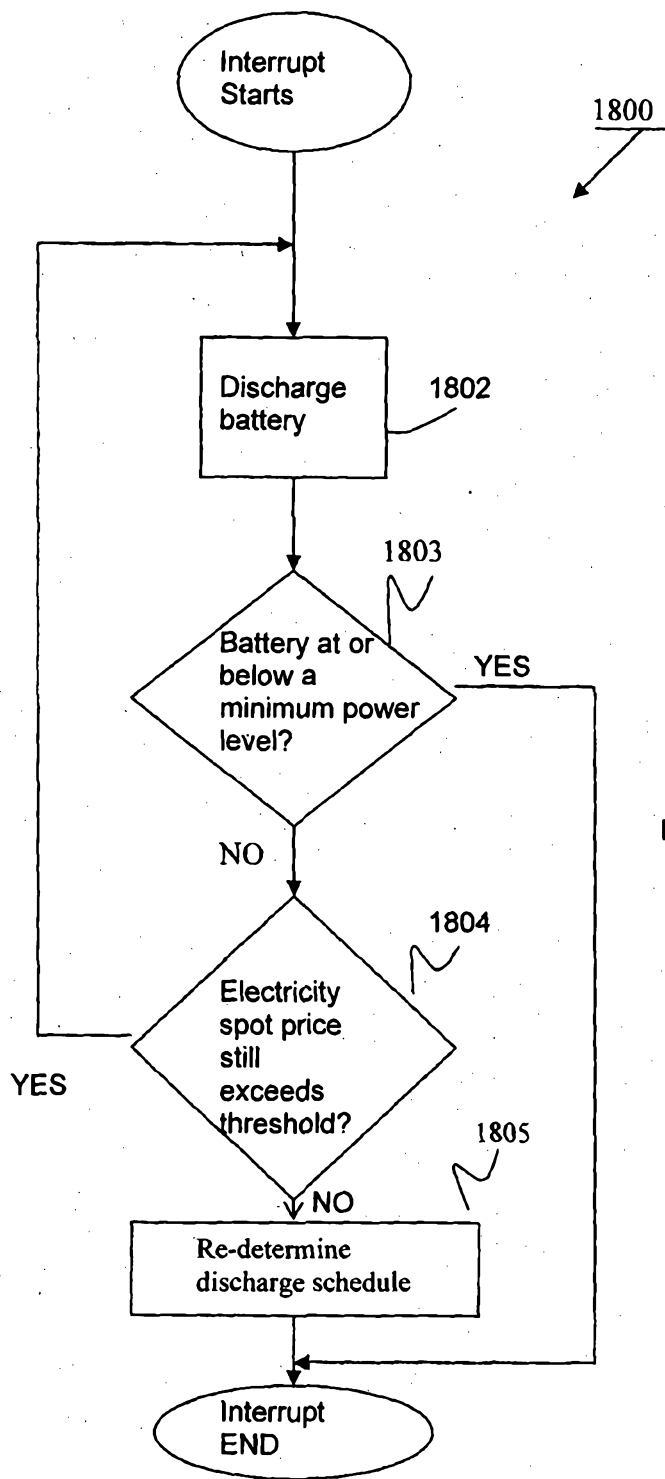 Interrupt
Starts
1800
Discharge
battery
1802
1803
Battery at or
below a
minimum power
level?
YES
NO
1804
Electricity
spot price
still
exceeds
threshold?
YES
1805
NO
Re-determine
discharge schedule
Interrupt
END